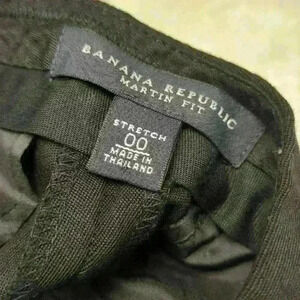 BANANA REPUBLIC
MARTIN FIT
STRETCH
00
MADE IN
THAILAND